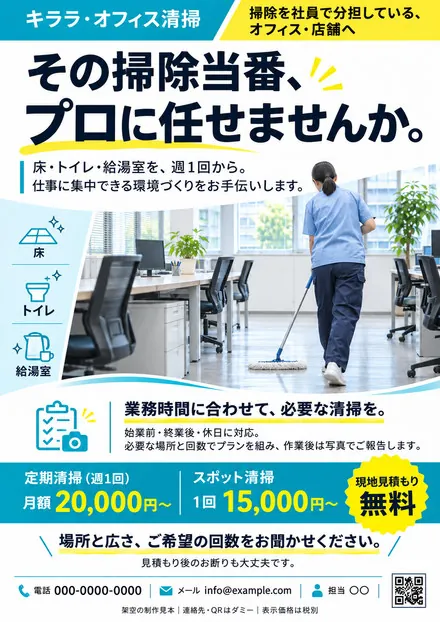 キララ・オフィス清掃
掃除を社員で分担している、
オフィス・店舗へ
その掃除当番、
プロに任せませんか。
床・トイレ・給湯室を、週1回から。
仕事に集中できる環境づくりをお手伝いします。
床
トイレ
給湯室
業務時間に合わせて、必要な清掃を。
始業前・終業後・休日に対応。
必要な場所と回数でプランを組み、作業後は写真でご報告します。
定期清掃(週1回)
月額 20,000円〜
スポット清掃
1回 15,000円〜
現地見積もり
無料
場所と広さ、ご希望の回数をお聞かせください。
見積もり後のお断りも大丈夫です。
電話 000-0000-0000 | メール info@example.com | 担当 〇〇
架空の制作見本|連絡先・QRはダミー|表示価格は税別